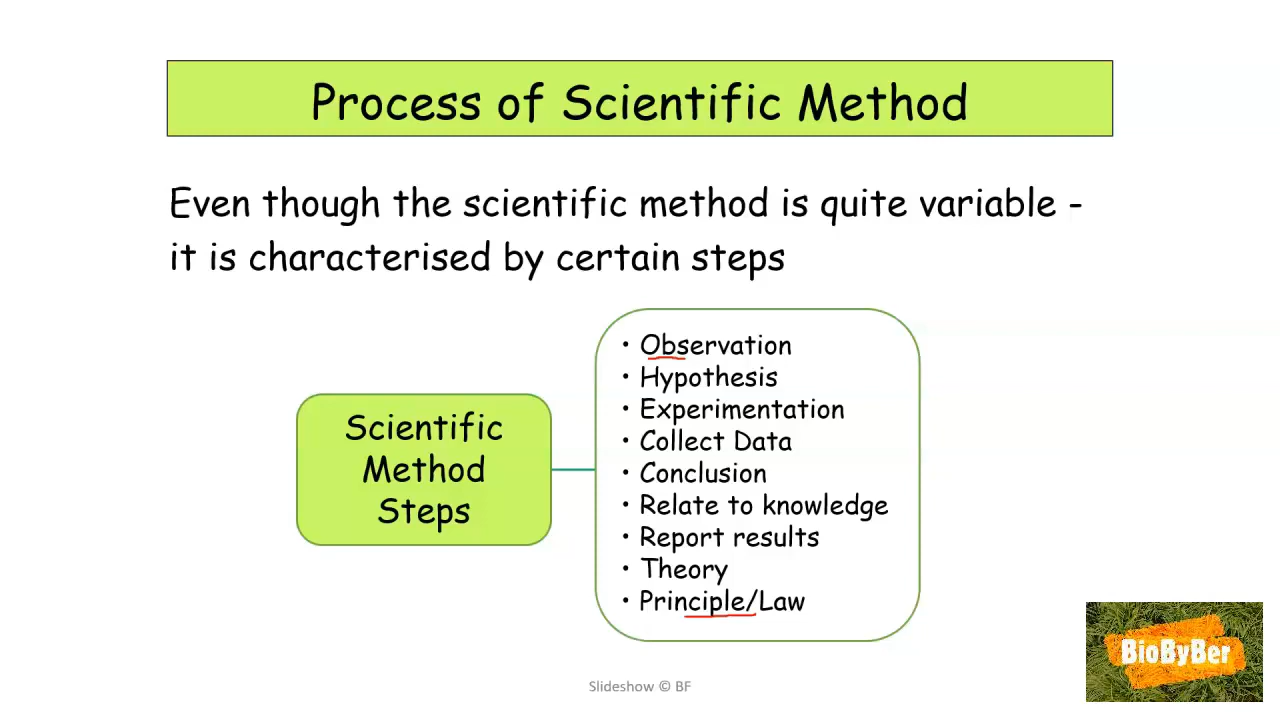 Process of Scientific Method
Even though the scientific method is quite variable -
it is characterised by certain steps
Scientific
Method
Steps
• Observation
• Hypothesis
• Experimentation
• Collect Data
• Conclusion
• Relate to knowledge
• Report results
• Theory
• Principle/Law
BioByBer
Slideshow © BF